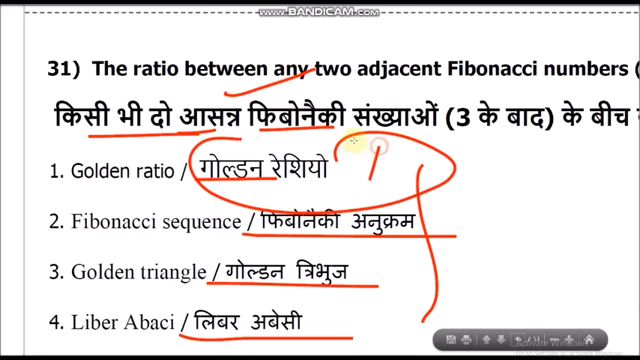 WWW.BANDICAM.COM
31) The ratio between any two adjacent Fibonacci numbers (
किसी भी दो आसन्न फिबोनैकी संख्याओं (3 के बाद) के बीच
1. Golden ratio / गोल्डन रेशियो
2. Fibonacci sequence / फिबोनैकी अनुक्रम
3. Golden triangle / गोल्डन त्रिभुज
4. Liber Abaci / लिबर अबेसी